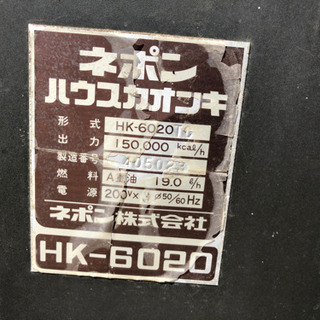 ネポン
ハウスカオンキ
形式 HK-6020
出力 150,000 kcal/h
製造番号
燃料 A重油 19.0 ℓ/h
電源 200V× 50/60 Hz
ネポン株式会社
HK-6020